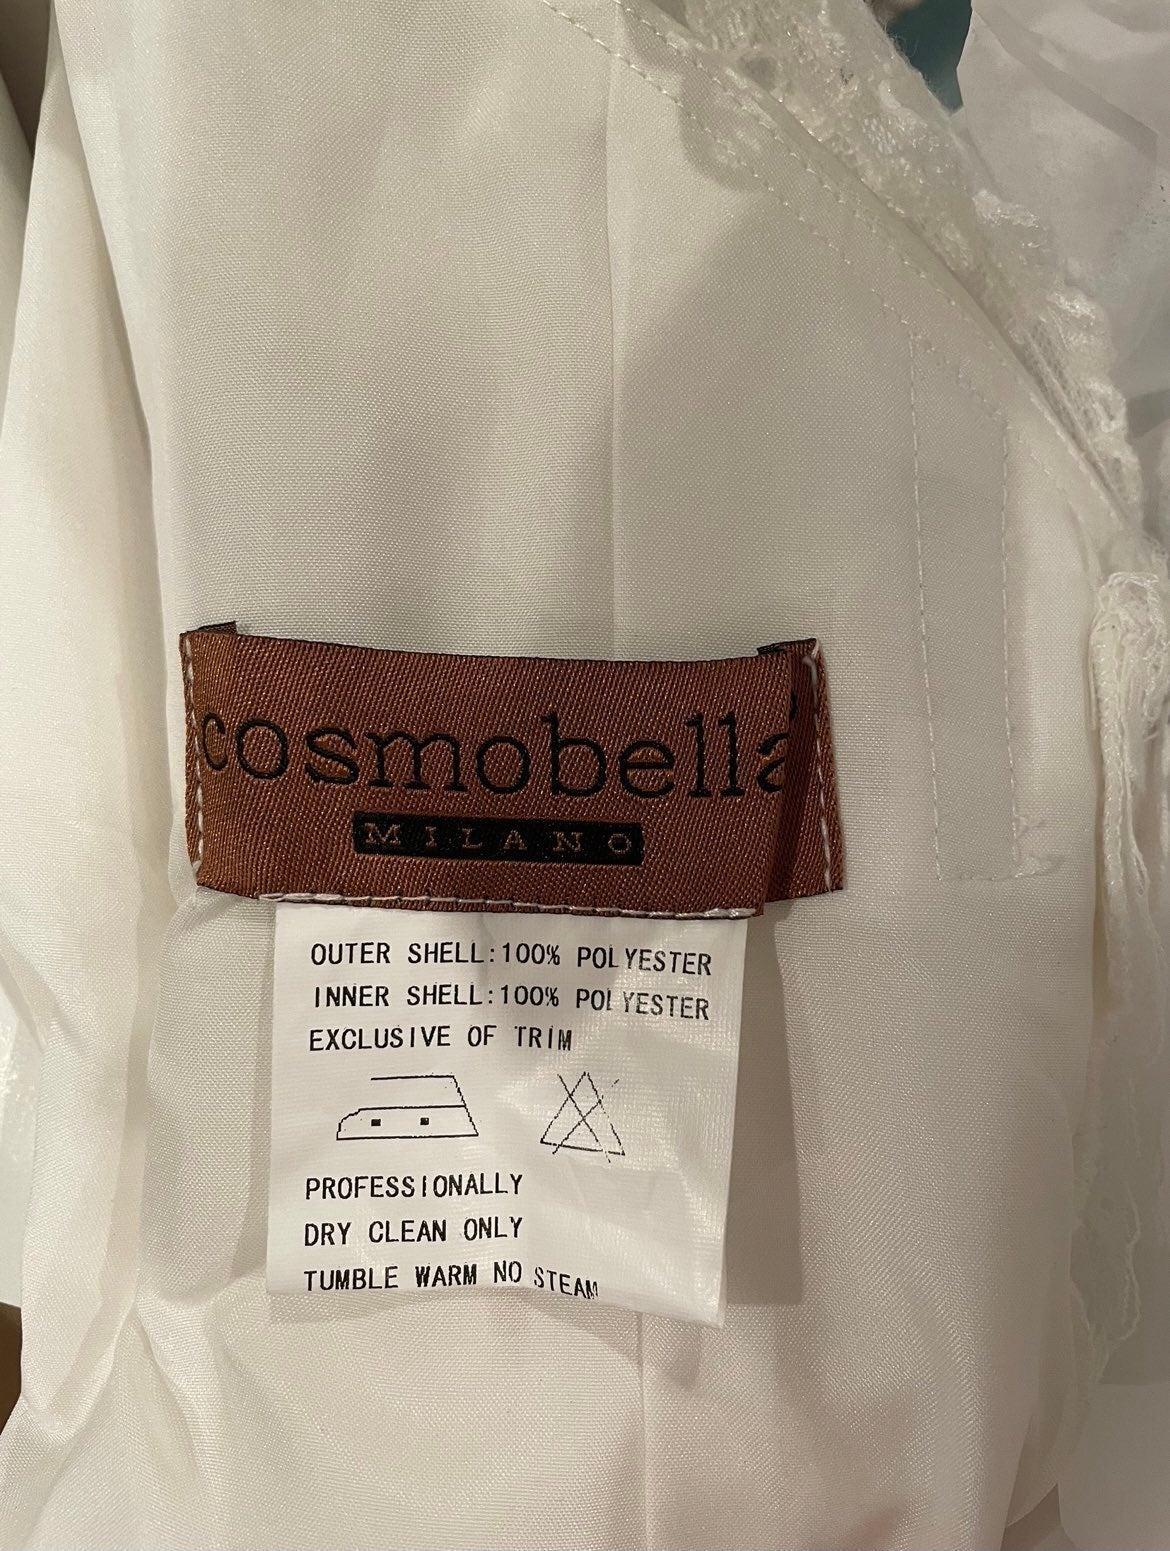 cosmobella
MILANO
OUTER SHELL:100% POLYESTER
INNER SHELL:100% POLYESTER
EXCLUSIVE OF TRIM
PROFESSIONALLY
DRY CLEAN ONLY
TUMBLE WARM NO STEAM